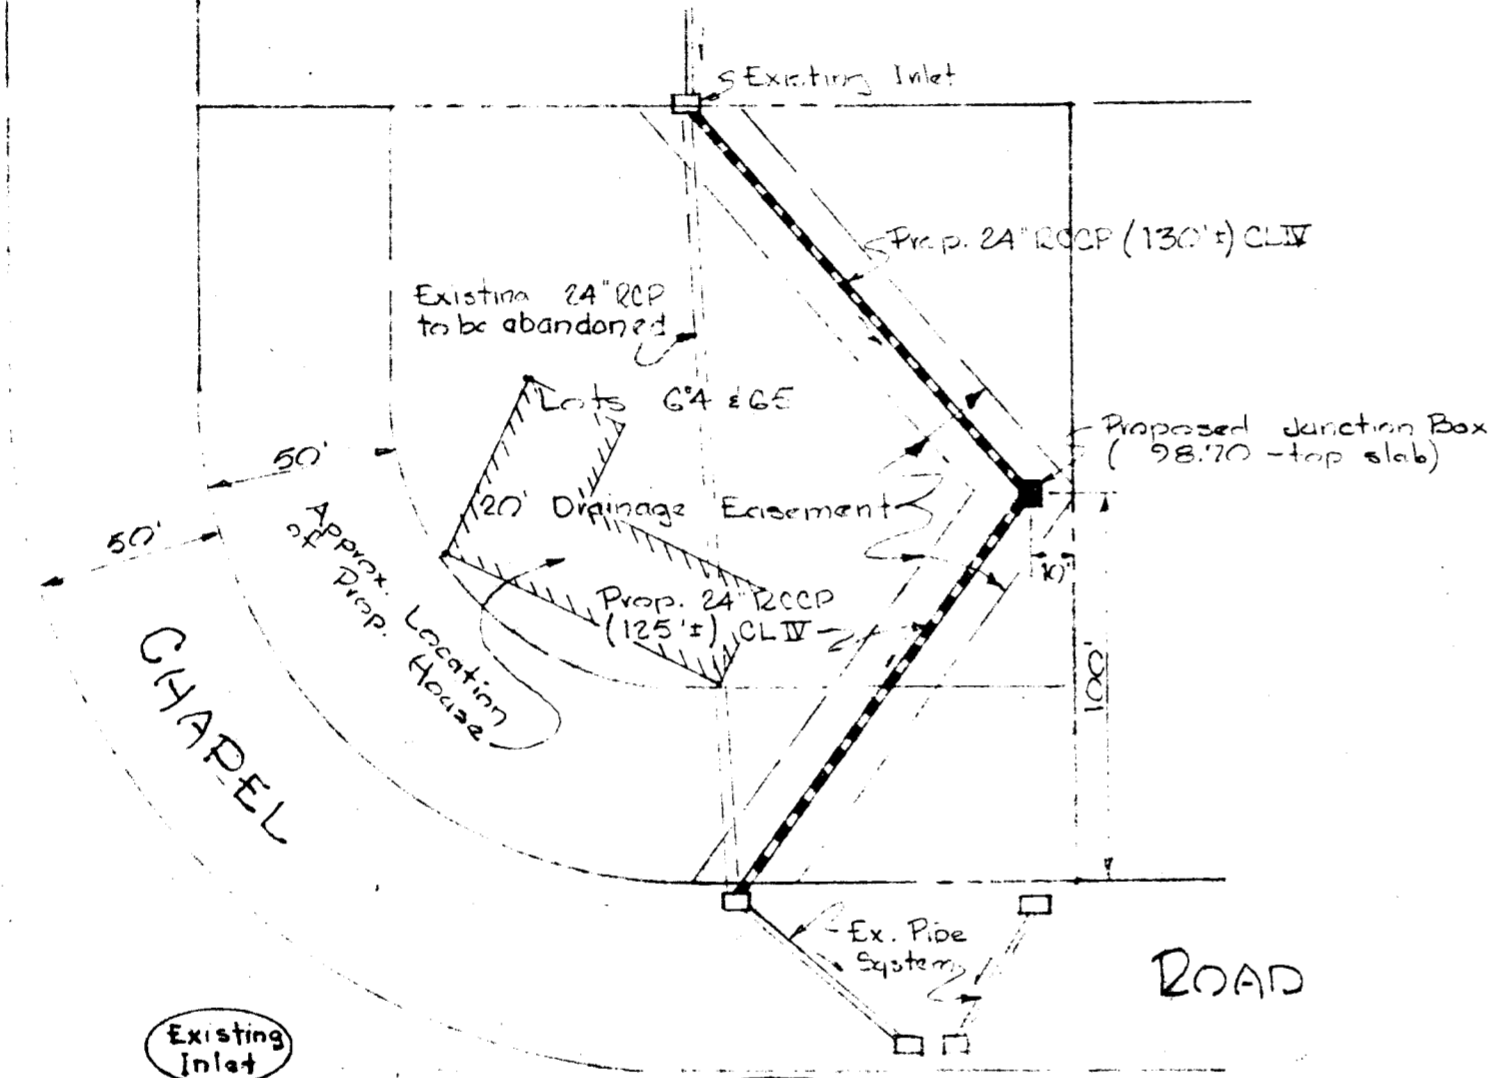 Existing Inlet
Prop. 24" RCCP (130'±) CL IV
Existing 24" RCP
to be abandoned
Lots 64 & 65
Proposed Junction Box
(98.70 - top slab)
50'
20' Drainage Easement
50'
Approx. Location
of Prop. House
10'
Prop. 24" RCCP
(125'±) CL IV
100'
CHAPEL
Ex. Pipe
System
ROAD
Existing
Inlet